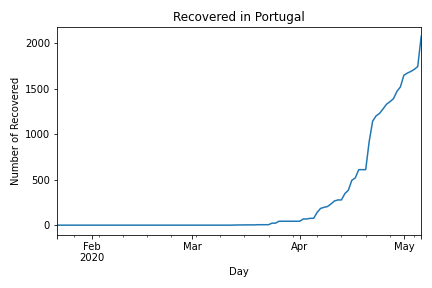 Recovered in Portugal
Number of Recovered
2000
1500
1000
500
0
Feb
2020
Mar
Apr
May
Day